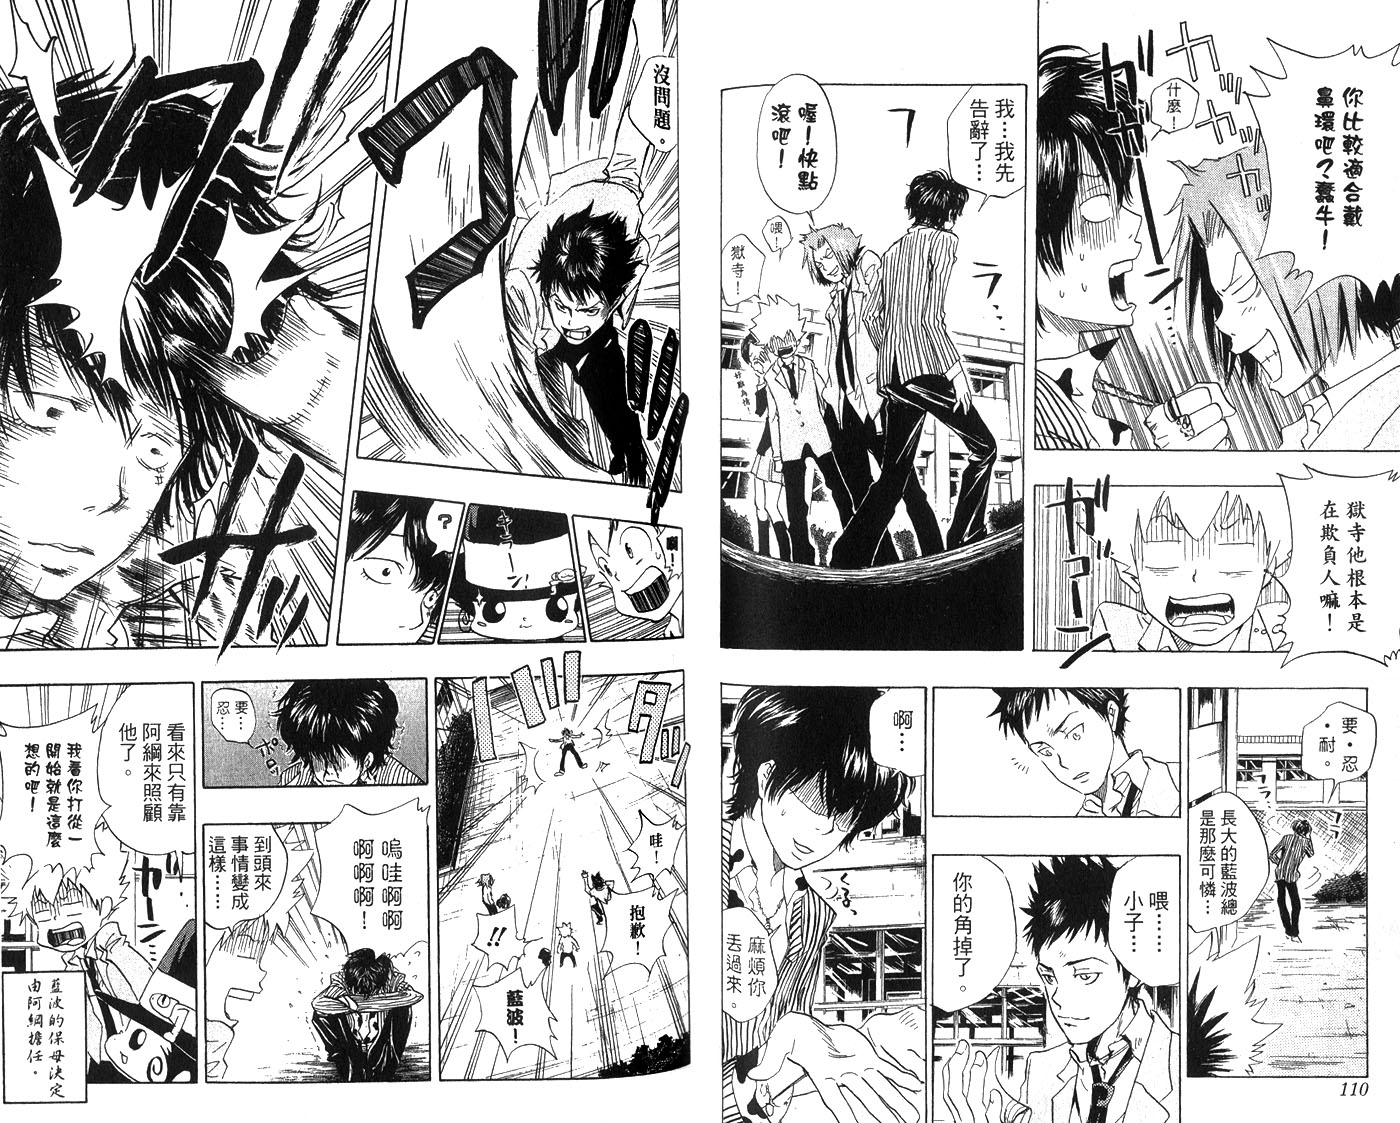 你比較適合戴
鼻環吧？蠢牛！
什麼！
我…我先
告辭了…
喔！快點
滾吧！
喂！
獄寺！
獄寺他根本是
在欺負人嘛！
要・忍
・耐。
長大的藍波總
是那麼可憐…
喂……
小子…
你的角掉了。
啊…
麻煩你
丟過來。
110
沒問題。
啊！
？
哇！
抱歉！
!!
藍波！
要…
忍…
嗚哇啊啊
啊啊啊！
到頭來
事情變成
這樣……
看來只有靠
阿綱來照顧
他了。
我看你打從一
開始就是這麼
想的吧！
藍波的保母決定
由阿綱擔任。